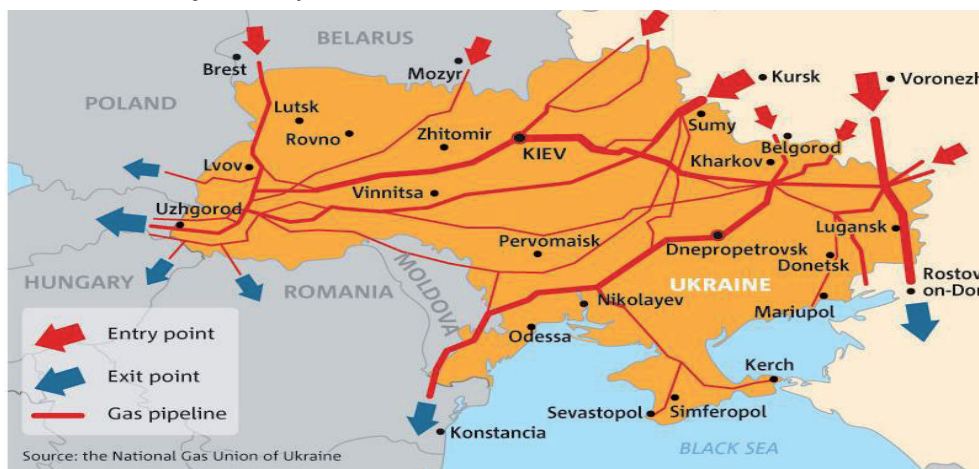 BELARUS
Brest
Mozyr
Kursk
Voronezh
POLAND
Lutsk
Rovno
Zhitomir
KIEV
Sumy
Belgorod
Kharkov
Lvov
Vinnitsa
Uzhgorod
Pervomaisk
Dnepropetrovsk
Lugansk
Donetsk
HUNGARY
ROMANIA
MOLDOVA
UKRAINE
Rostov
on-Don
Nikolayev
Mariupol
Odessa
Entry point
Exit point
Gas pipeline
Kerch
Sevastopol
Simferopol
Konstancia
BLACK SEA
Source: the National Gas Union of Ukraine